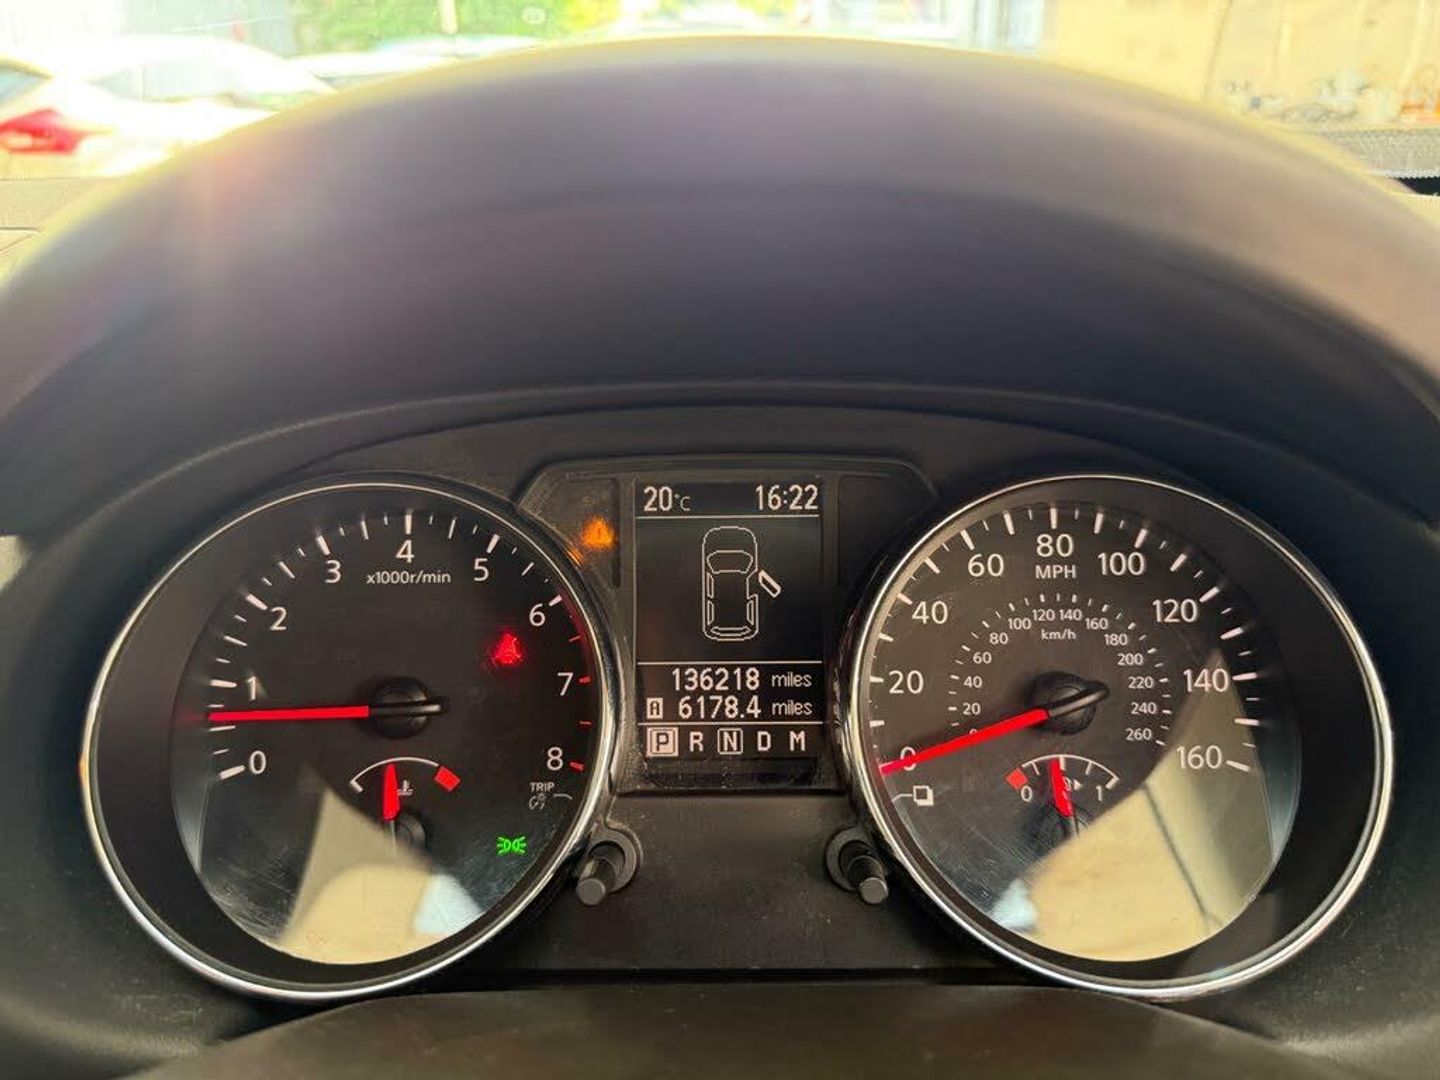 20°C 16:22
136218 miles
A 6178.4 miles
P R N D M
0 1 2 3 4 5 6 7 8
x1000r/min
TRIP
0 20 40 60 80 100 120 140 160
MPH
0 20 40 60 80 100 120 140 160 180 200 220 240 260
km/h
0 1